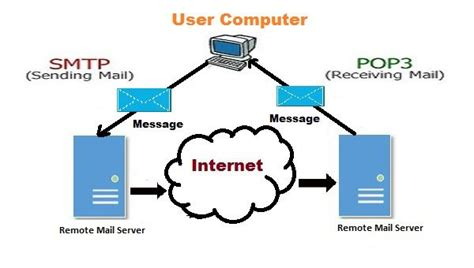 User Computer
SMTP
(Sending Mail)
POP3
(Receiving Mail)
Message
Message
Internet
Remote Mail Server
Remote Mail Server